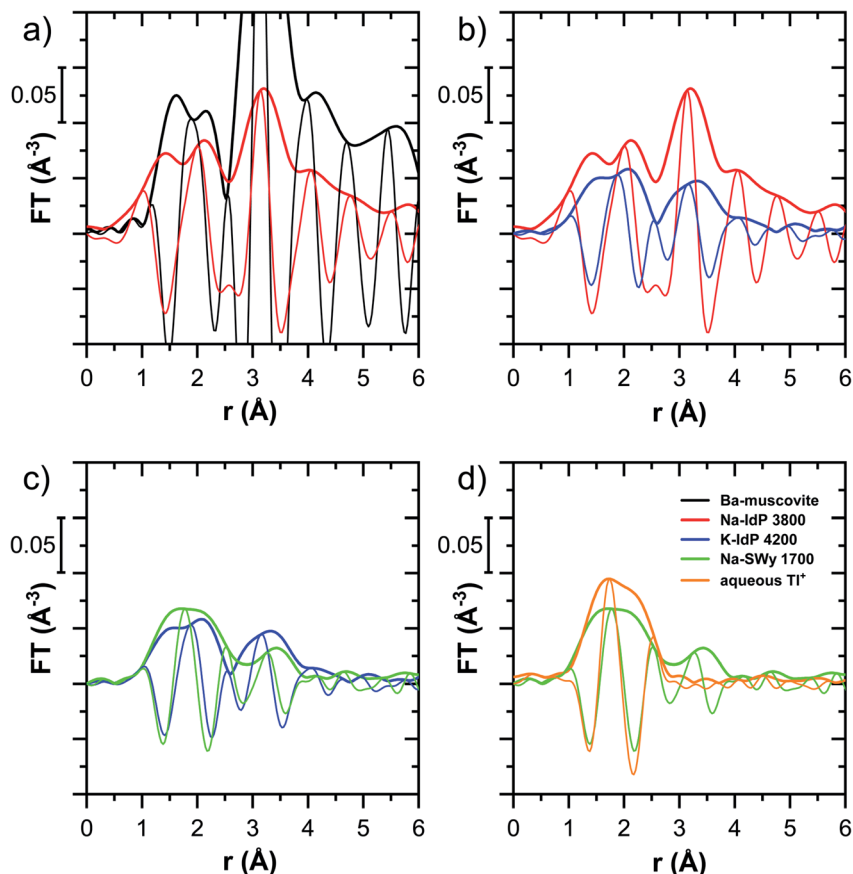 a)
b)
0.05
0.05
FT (Å⁻³)
FT (Å⁻³)
0 1 2 3 4 5 6
0 1 2 3 4 5 6
r (Å)
r (Å)
c)
d)
Ba-muscovite
Na-IdP 3800
K-IdP 4200
Na-SWy 1700
aqueous Tl⁺
0.05
0.05
FT (Å⁻³)
FT (Å⁻³)
0 1 2 3 4 5 6
0 1 2 3 4 5 6
r (Å)
r (Å)